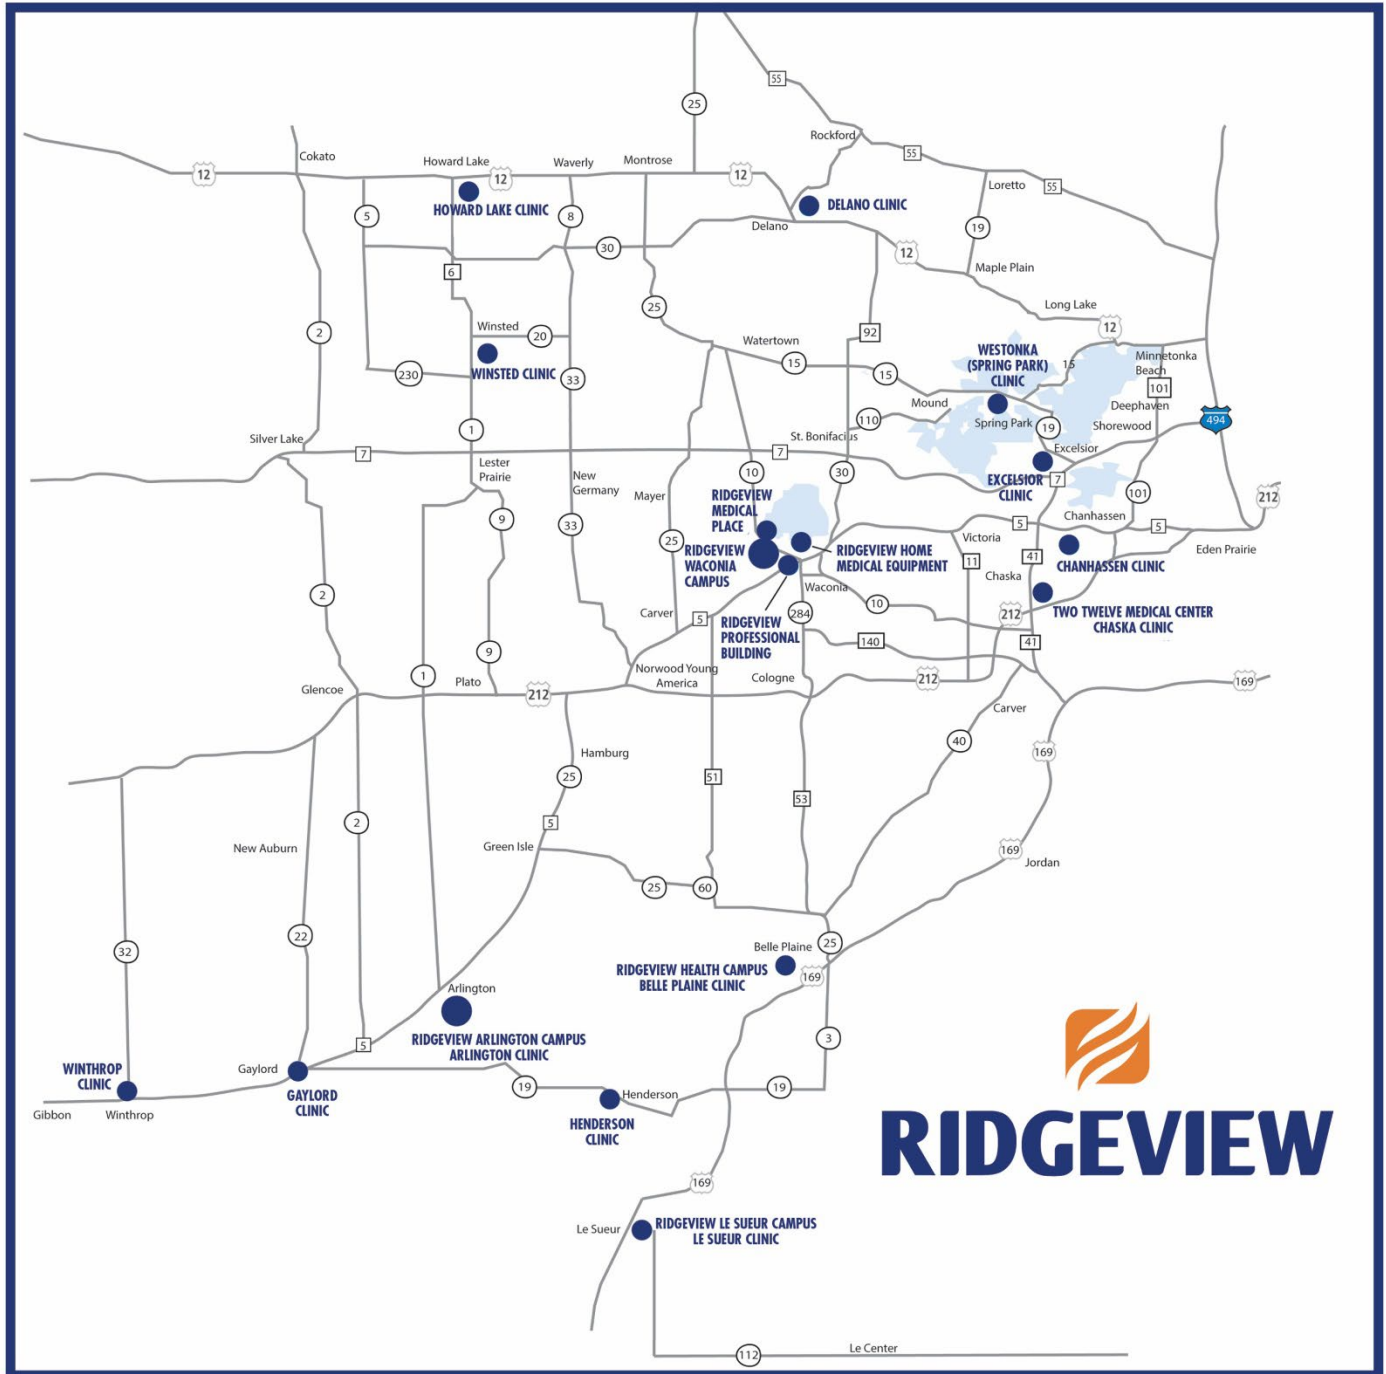 55
25
Rockford
55
Cokato
Howard Lake
Waverly
Montrose
12
12
12
Loretto
55
HOWARD LAKE CLINIC
DELANO CLINIC
5
8
Delano
19
30
12
Maple Plain
6
25
Long Lake
2
Winsted
20
92
12
Watertown
WINSTED CLINIC
230
33
15
15
WESTONKA
(SPRING PARK)
CLINIC
15
Minnetonka
Beach
101
Mound
Deephaven
110
Spring Park
19
Shorewood
494
1
Silver Lake
7
7
St. Bonifacius
Excelsior
Lester
Prairie
New
Germany
10
30
EXCELSIOR
CLINIC
7
101
212
Mayer
RIDGEVIEW
MEDICAL
PLACE
9
33
25
5
Chanhassen
5
Victoria
Eden Prairie
RIDGEVIEW
WACONIA
CAMPUS
RIDGEVIEW HOME
MEDICAL EQUIPMENT
11
41
CHANHASSEN CLINIC
Chaska
2
Waconia
10
Carver
5
284
212
TWO TWELVE MEDICAL CENTER
CHASKA CLINIC
RIDGEVIEW
PROFESSIONAL
BUILDING
140
41
9
1
Norwood Young
America
Cologne
212
169
Glencoe
Plato
212
Carver
40
169
Hamburg
25
51
53
2
5
New Auburn
Green Isle
169
Jordan
25
60
22
32
Belle Plaine
25
RIDGEVIEW HEALTH CAMPUS
BELLE PLAINE CLINIC
169
Arlington
RIDGEVIEW ARLINGTON CAMPUS
ARLINGTON CLINIC
5
3
WINTHROP
CLINIC
Gaylord
GAYLORD
CLINIC
19
Henderson
19
Gibbon
Winthrop
HENDERSON
CLINIC
RIDGEVIEW
169
Le Sueur
RIDGEVIEW LE SUEUR CAMPUS
LE SUEUR CLINIC
112
Le Center